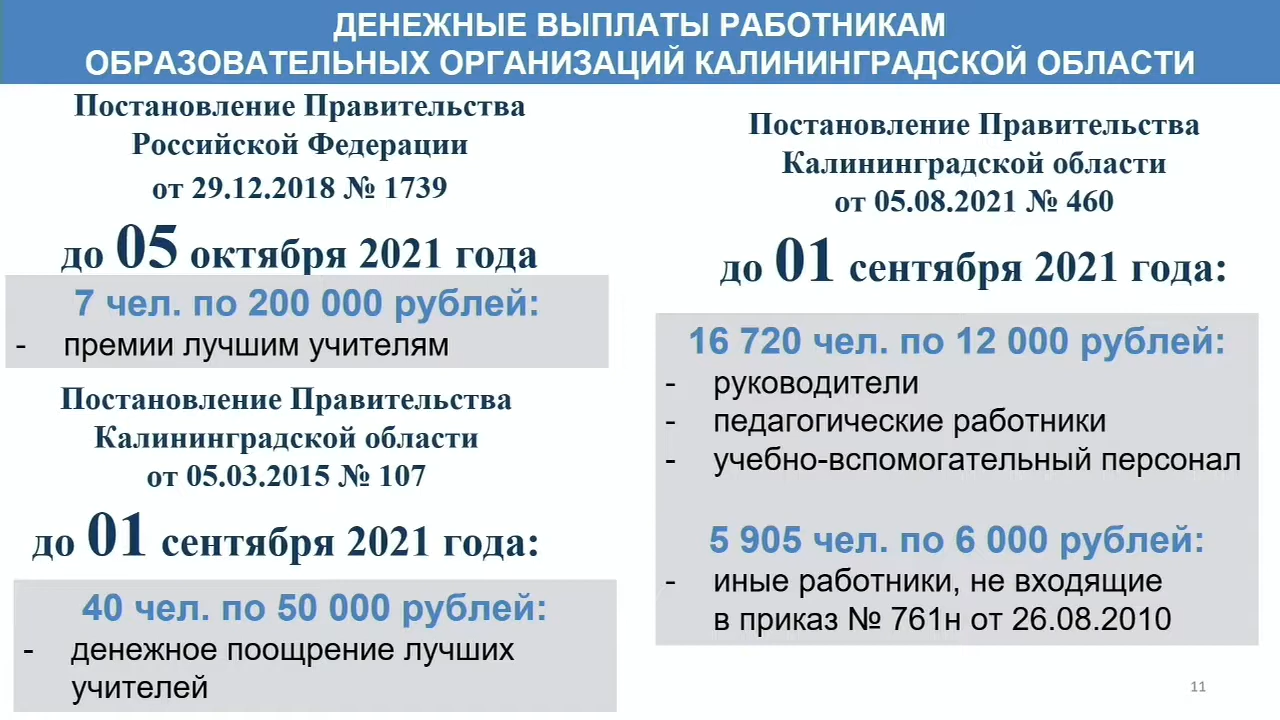 ДЕНЕЖНЫЕ ВЫПЛАТЫ РАБОТНИКАМ
ОБРАЗОВАТЕЛЬНЫХ ОРГАНИЗАЦИЙ КАЛИНИНГРАДСКОЙ ОБЛАСТИ
Постановление Правительства
Российской Федерации
от 29.12.2018 № 1739
до 05 октября 2021 года
7 чел. по 200 000 рублей:
- премии лучшим учителям
Постановление Правительства
Калининградской области
от 05.03.2015 № 107
до 01 сентября 2021 года:
40 чел. по 50 000 рублей:
- денежное поощрение лучших
учителей
Постановление Правительства
Калининградской области
от 05.08.2021 № 460
до 01 сентября 2021 года:
16 720 чел. по 12 000 рублей:
- руководители
- педагогические работники
- учебно-вспомогательный персонал
5 905 чел. по 6 000 рублей:
- иные работники, не входящие
в приказ № 761н от 26.08.2010
11